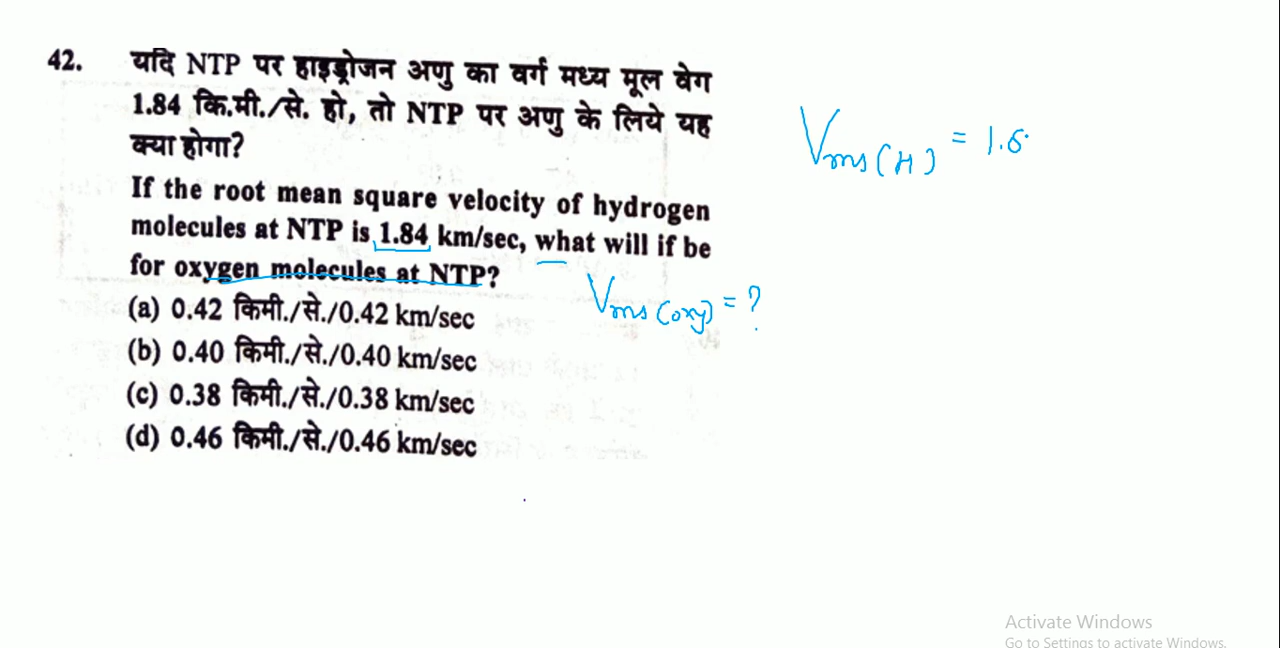 42. यदि NTP पर हाइड्रोजन अणु का वर्ग मध्य मूल वेग
1.84 कि.मी./से. हो, तो NTP पर अणु के लिये यह
क्या होगा?
If the root mean square velocity of hydrogen
molecules at NTP is 1.84 km/sec, what will if be
for oxygen molecules at NTP?
(a) 0.42 किमी./से./0.42 km/sec
(b) 0.40 किमी./से./0.40 km/sec
(c) 0.38 किमी./से./0.38 km/sec
(d) 0.46 किमी./से./0.46 km/sec
Vrms (oxy) = ?
Vrms (H) = 1.8
Activate Windows
Go to Settings to activate Windows.